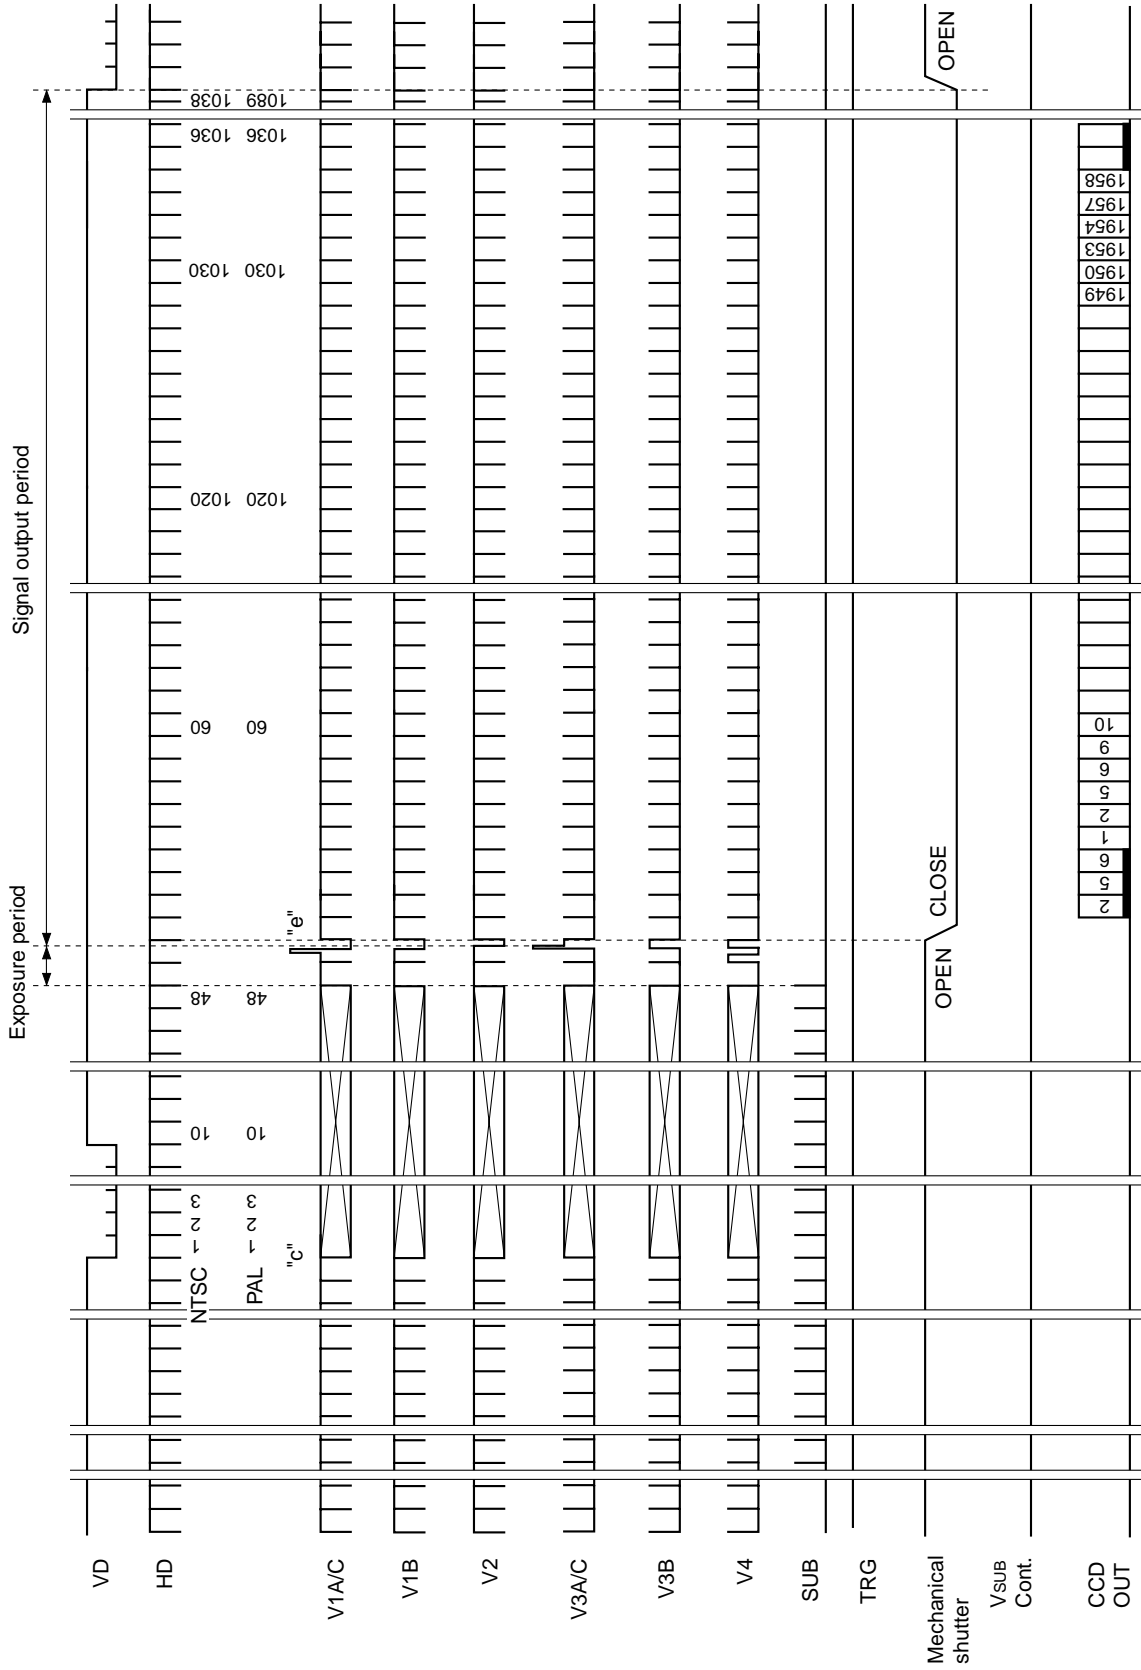 Exposure period
Signal output period
VD
HD
NTSC 1 2 3 10 48 60 1020 1030 1036 1038
PAL 1 2 3 10 48 60 1020 1030 1036 1089
"c" "e"
V1A/C
V1B
V2
V3A/C
V3B
V4
SUB
TRG
Mechanical
shutter
OPEN CLOSE OPEN
VSUB
Cont.
CCD
OUT
2 5 6 1 2 5 6 9 10 1949 1950 1953 1954 1957 1958